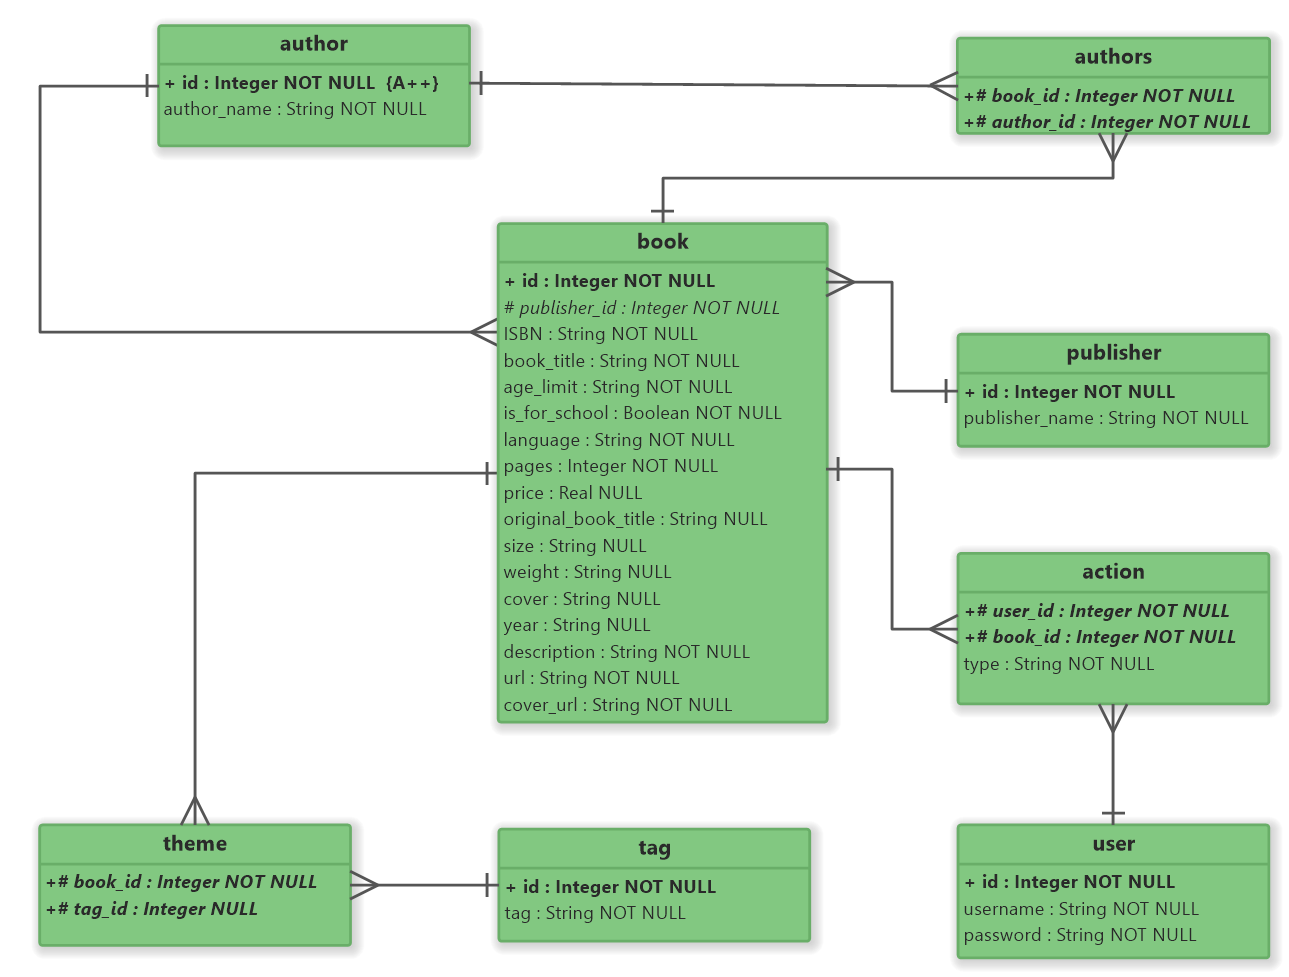 author
+ id : Integer NOT NULL {A++}
author_name : String NOT NULL
authors
+# book_id : Integer NOT NULL
+# author_id : Integer NOT NULL
book
+ id : Integer NOT NULL
# publisher_id : Integer NOT NULL
ISBN : String NOT NULL
book_title : String NOT NULL
age_limit : String NOT NULL
is_for_school : Boolean NOT NULL
language : String NOT NULL
pages : Integer NOT NULL
price : Real NULL
original_book_title : String NULL
size : String NULL
weight : String NULL
cover : String NULL
year : String NULL
description : String NOT NULL
url : String NOT NULL
cover_url : String NOT NULL
publisher
+ id : Integer NOT NULL
publisher_name : String NOT NULL
action
+# user_id : Integer NOT NULL
+# book_id : Integer NOT NULL
type : String NOT NULL
theme
+# book_id : Integer NOT NULL
+# tag_id : Integer NULL
tag
+ id : Integer NOT NULL
tag : String NOT NULL
user
+ id : Integer NOT NULL
username : String NOT NULL
password : String NOT NULL